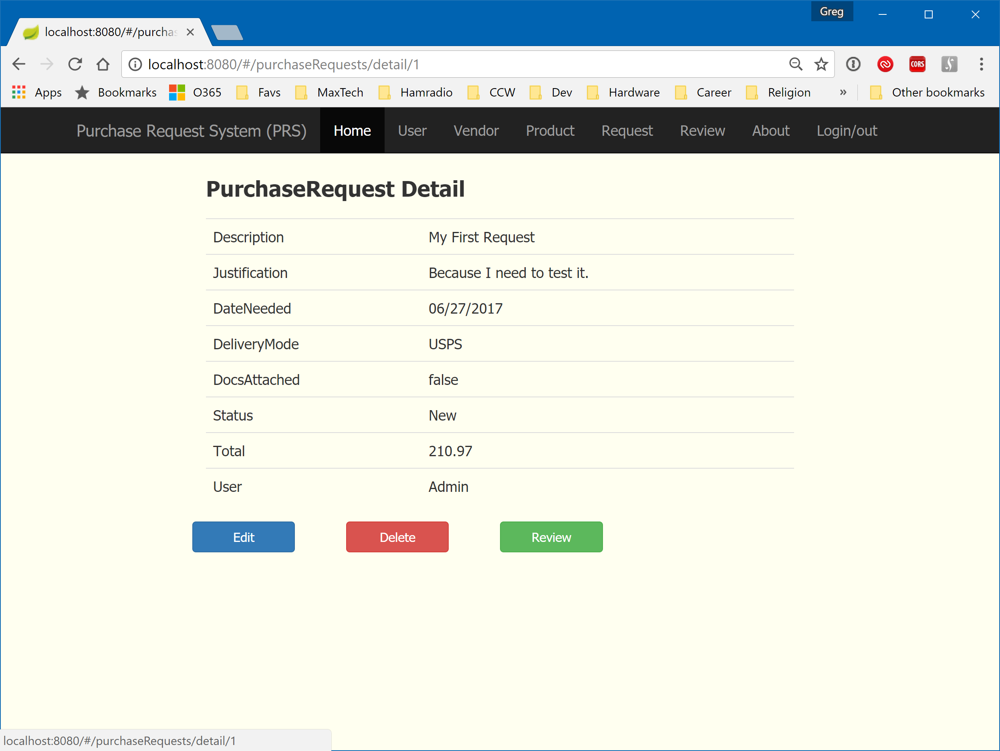 Greg
localhost:8080/#/purchas
localhost:8080/#/purchaseRequests/detail/1
CORS
Apps Bookmarks O365 Favs MaxTech Hamradio CCW Dev Hardware Career Religion » Other bookmarks
Purchase Request System (PRS) Home User Vendor Product Request Review About Login/out
PurchaseRequest Detail
Description My First Request
Justification Because I need to test it.
DateNeeded 06/27/2017
DeliveryMode USPS
DocsAttached false
Status New
Total 210.97
User Admin
Edit Delete Review
localhost:8080/#/purchaseRequests/detail/1